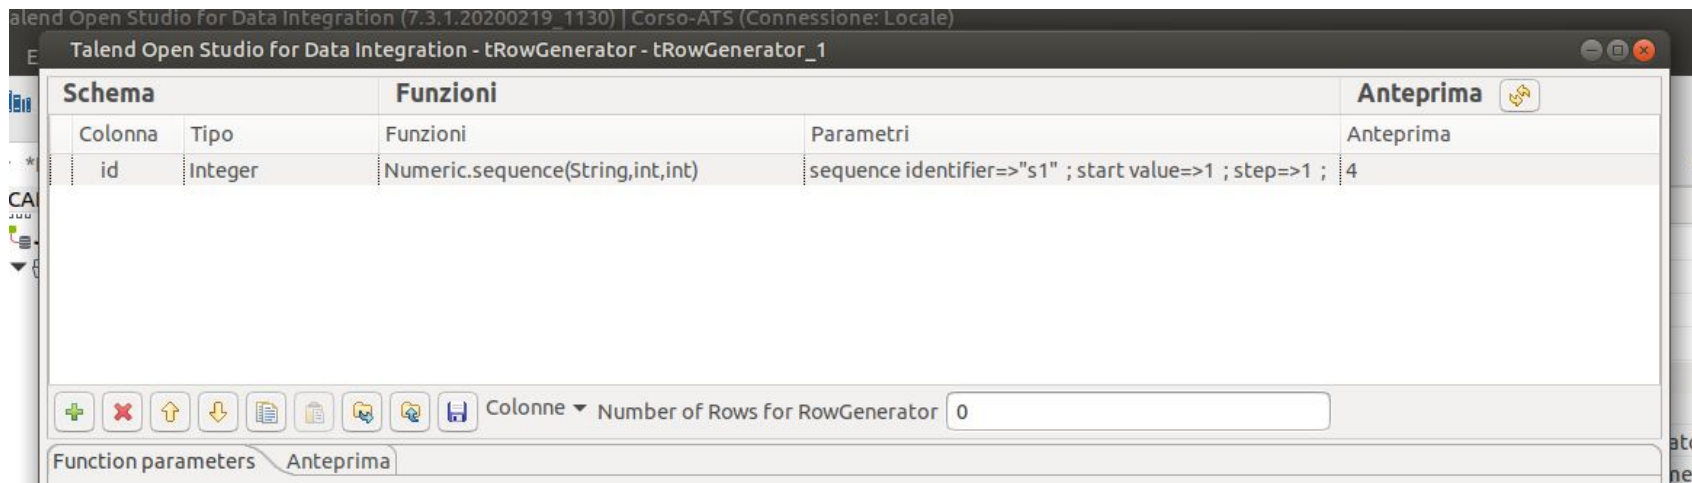 alend Open Studio for Data Integration (7.3.1.20200219_1130) | Corso-ATS (Connessione: Locale)
E Talend Open Studio for Data Integration - tRowGenerator - tRowGenerator_1
Schema Funzioni Anteprima
Colonna Tipo Funzioni Parametri Anteprima
id Integer Numeric.sequence(String,int,int) sequence identifier=>"s1" ; start value=>1 ; step=>1 ; 4
CA
Colonne Number of Rows for RowGenerator 0
Function parameters Anteprima